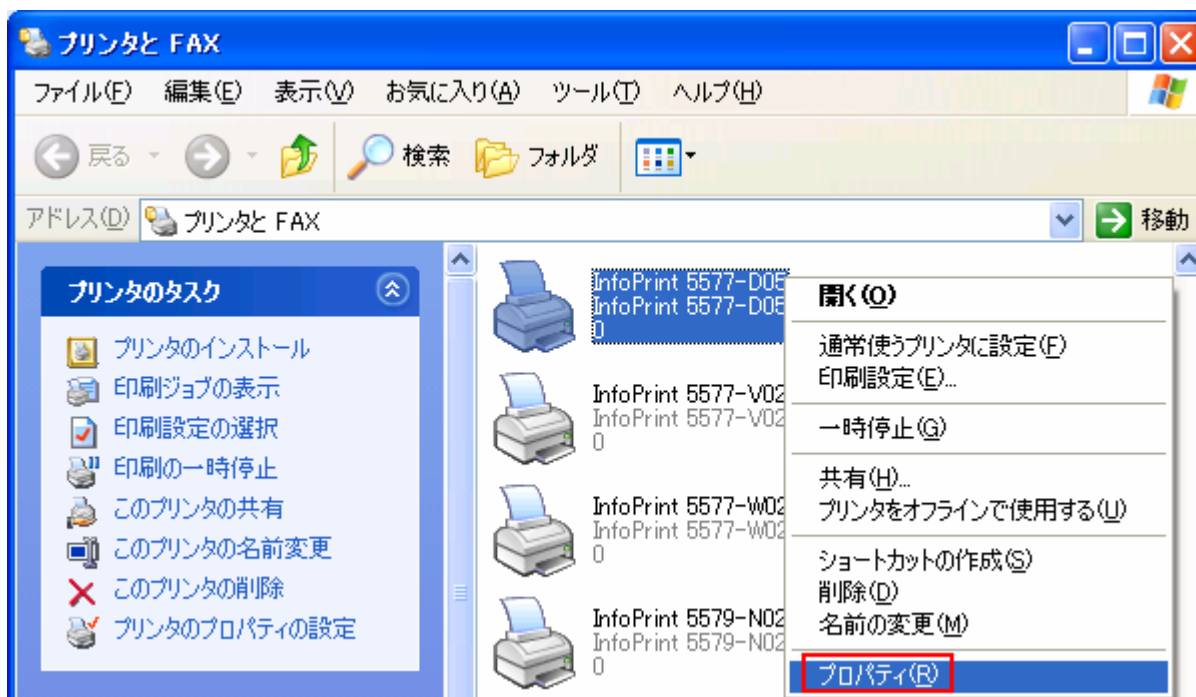 プリンタと FAX
ファイル(F) 編集(E) 表示(V) お気に入り(A) ツール(T) ヘルプ(H)
戻る 検索 フォルダ
アドレス(D) プリンタと FAX 移動
プリンタのタスク
プリンタのインストール
印刷ジョブの表示
印刷設定の選択
印刷の一時停止
このプリンタの共有
このプリンタの名前変更
このプリンタの削除
プリンタのプロパティの設定
InfoPrint 5577-D05
InfoPrint 5577-D05
0
InfoPrint 5577-V02
InfoPrint 5577-V02
0
InfoPrint 5577-W02
InfoPrint 5577-W02
0
InfoPrint 5579-N02
InfoPrint 5579-N02
0
開く(O)
通常使うプリンタに設定(F)
印刷設定(E)...
一時停止(G)
共有(H)...
プリンタをオフラインで使用する(U)
ショートカットの作成(S)
削除(D)
名前の変更(M)
プロパティ(R)